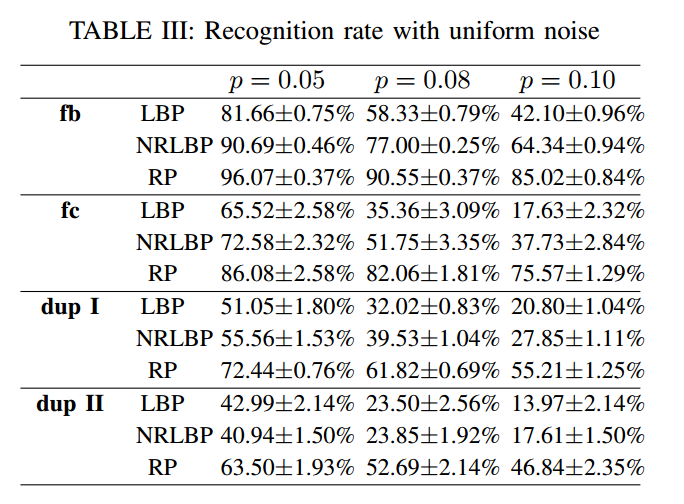 TABLE III: Recognition rate with uniform noise
p = 0.05 p = 0.08 p = 0.10
fb LBP 81.66±0.75% 58.33±0.79% 42.10±0.96%
NRLBP 90.69±0.46% 77.00±0.25% 64.34±0.94%
RP 96.07±0.37% 90.55±0.37% 85.02±0.84%
fc LBP 65.52±2.58% 35.36±3.09% 17.63±2.32%
NRLBP 72.58±2.32% 51.75±3.35% 37.73±2.84%
RP 86.08±2.58% 82.06±1.81% 75.57±1.29%
dup I LBP 51.05±1.80% 32.02±0.83% 20.80±1.04%
NRLBP 55.56±1.53% 39.53±1.04% 27.85±1.11%
RP 72.44±0.76% 61.82±0.69% 55.21±1.25%
dup II LBP 42.99±2.14% 23.50±2.56% 13.97±2.14%
NRLBP 40.94±1.50% 23.85±1.92% 17.61±1.50%
RP 63.50±1.93% 52.69±2.14% 46.84±2.35%